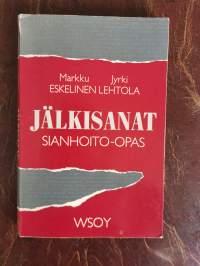 Markku Jyrki
ESKELINEN LEHTOLA
JÄLKISANAT
SIANHOITO-OPAS
WSOY